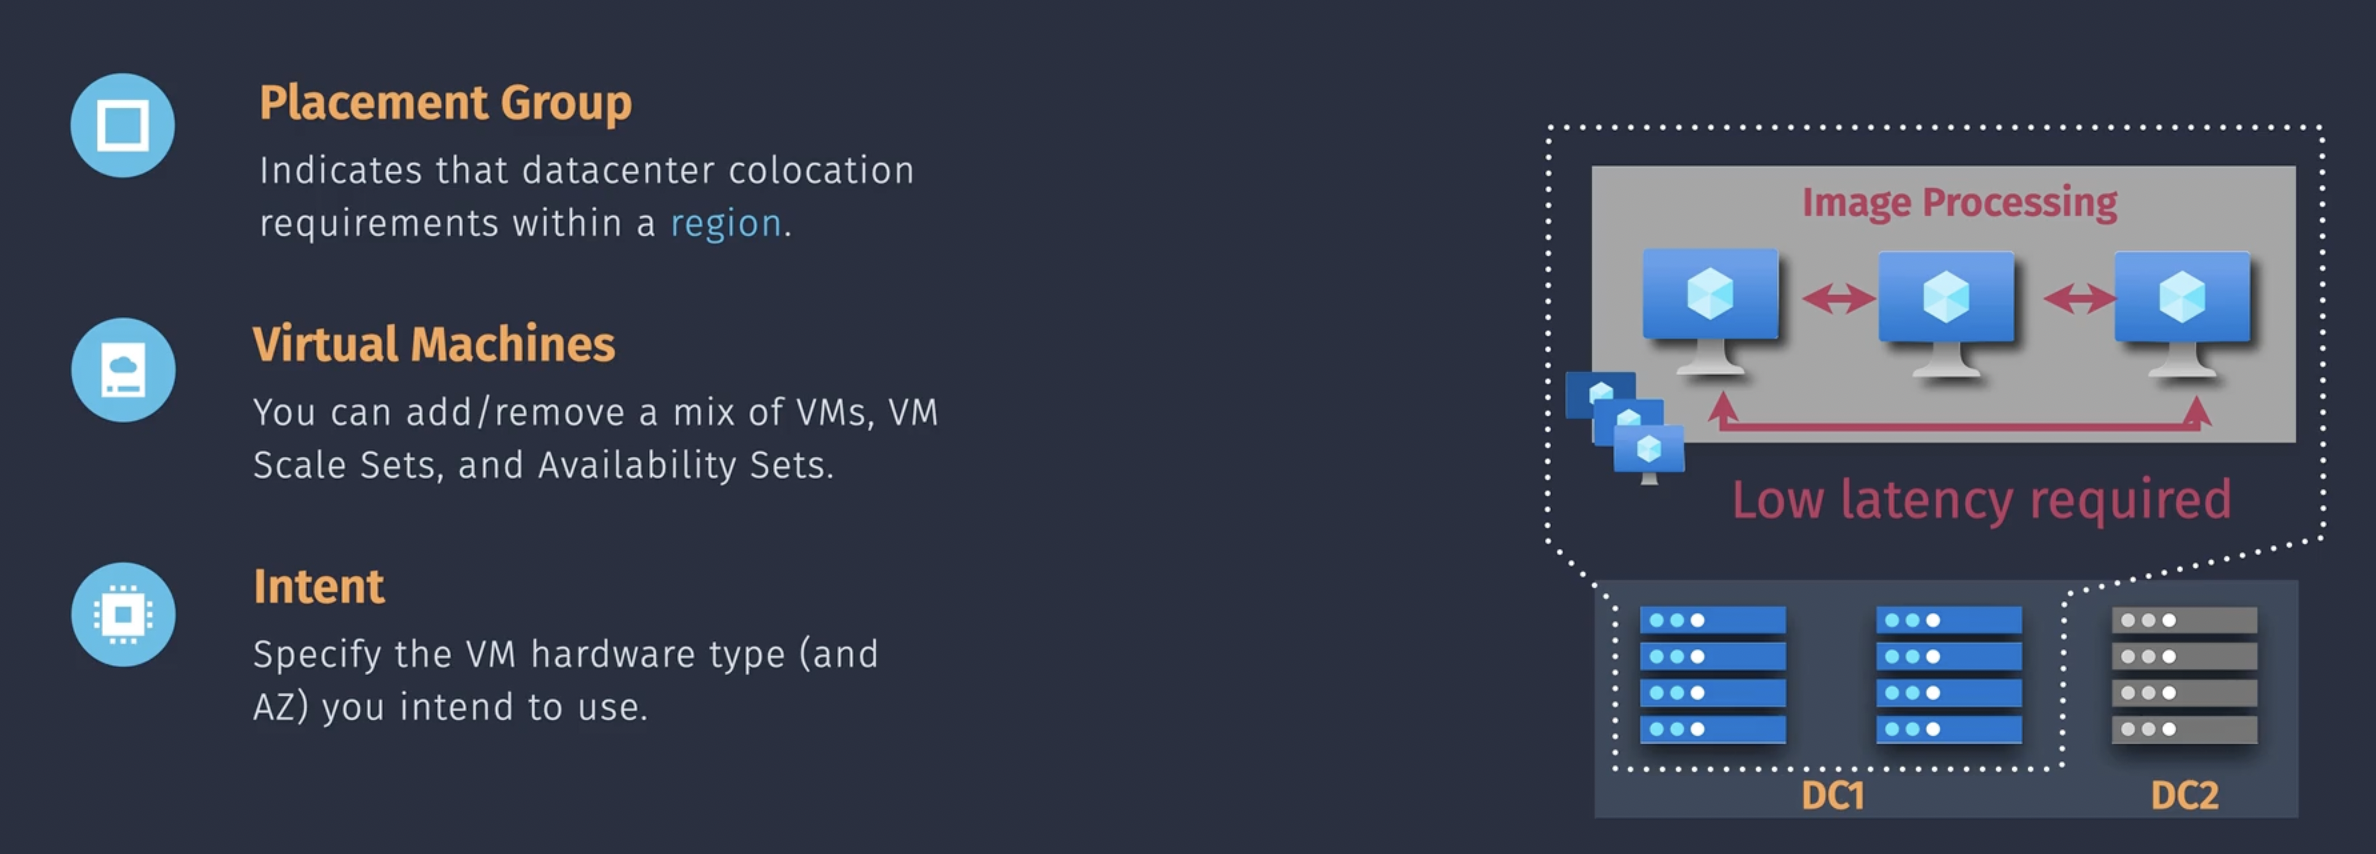 Placement Group
Indicates that datacenter colocation
requirements within a region.
Virtual Machines
You can add/remove a mix of VMs, VM
Scale Sets, and Availability Sets.
Intent
Specify the VM hardware type (and
AZ) you intend to use.
Image Processing
Low latency required
DC1
DC2